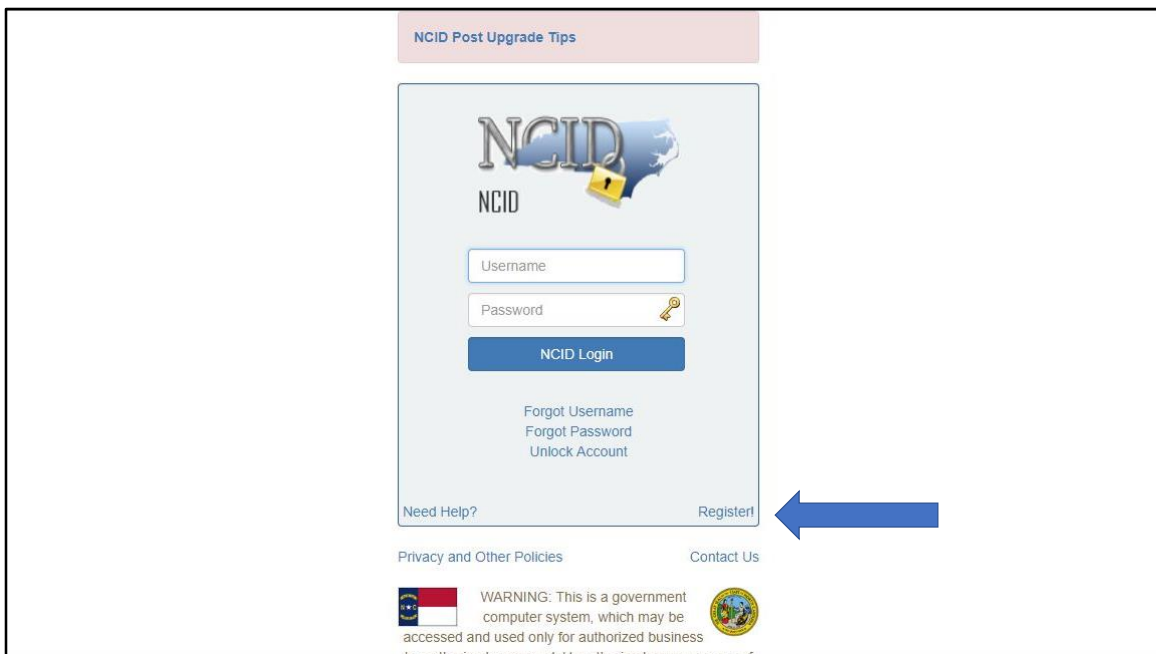 NCID Post Upgrade Tips
NCID
NCID
Username
Password
NCID Login
Forgot Username
Forgot Password
Unlock Account
Need Help?
Register!
Privacy and Other Policies
Contact Us
WARNING: This is a government
computer system, which may be
accessed and used only for authorized business